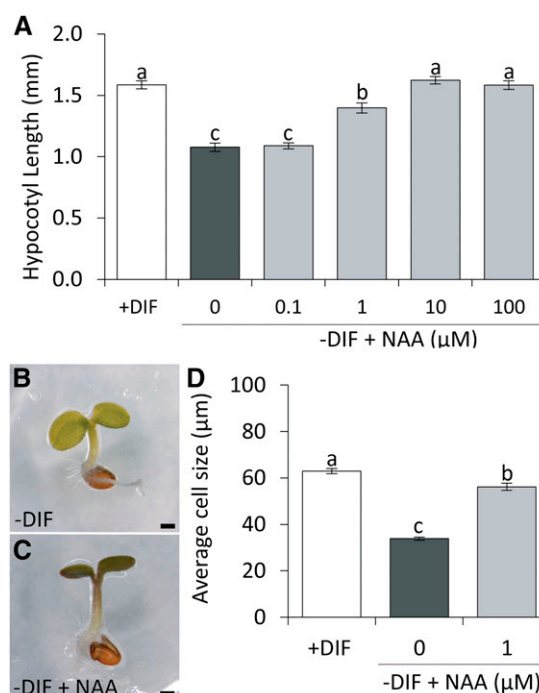 A
Hypocotyl Length (mm)
2.0
1.5
1.0
0.5
0.0
a
c
c
b
a
a
+DIF
0
0.1
1
10
100
-DIF + NAA (µM)
B
-DIF
C
-DIF + NAA
D
Average cell size (µm)
100
80
60
40
20
0
a
c
b
+DIF
0
1
-DIF + NAA (µM)